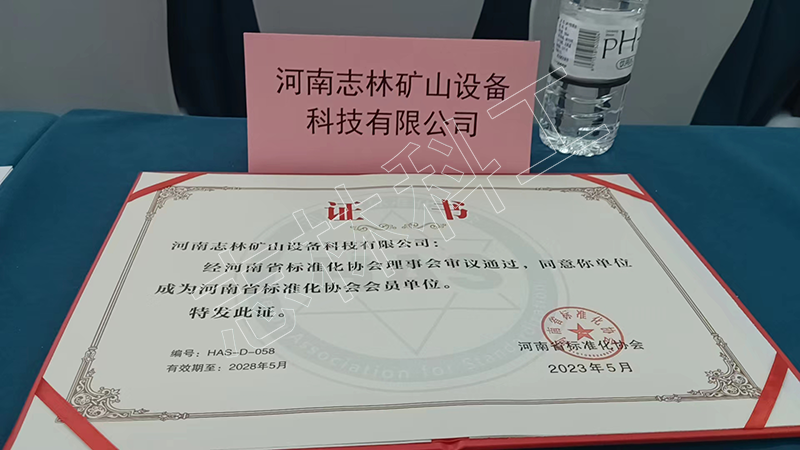 河南志林矿山设备
科技有限公司
PH
证 书
河南志林矿山设备科技有限公司:
经河南省标准化协会理事会审议通过,同意你单位
成为河南省标准化协会会员单位。
特发此证。
编号: HAS-D-058
有效期至: 2028年5月
河南省标准化协会
2023年5月
志林科工